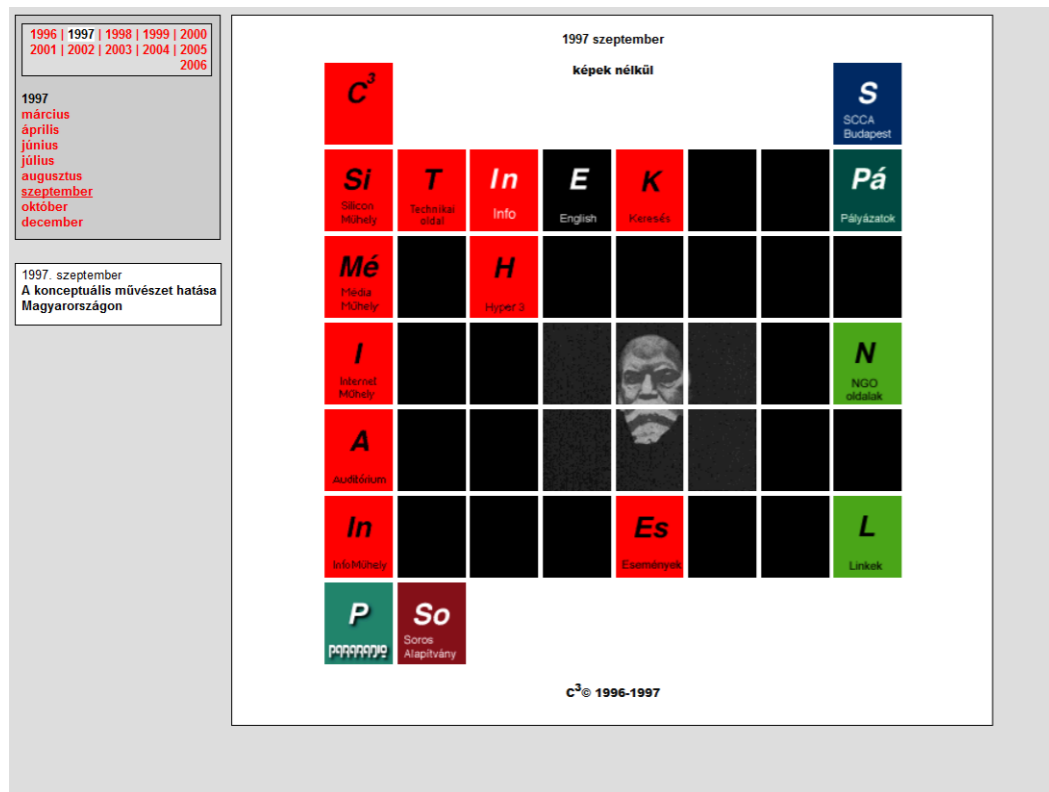 1996 | 1997 | 1998 | 1999 | 2000
2001 | 2002 | 2003 | 2004 | 2005
2006
1997
március
április
június
július
augusztus
szeptember
október
december
1997. szeptember
A konceptuális művészet hatása
Magyarországon
1997 szeptember
képek nélkül
C³
S
SCCA
Budapest
Si
Silicon
Műhely
T
Technikai
oldal
In
Info
E
English
K
Keresés
Pá
Pályázatok
Mé
Média
Műhely
H
Hyper 3
I
Internet
Műhely
N
NGO
oldalak
A
Auditórium
In
InfoMűhely
Es
Események
L
Linkek
P
So
Soros
Alapítvány
C³© 1996-1997